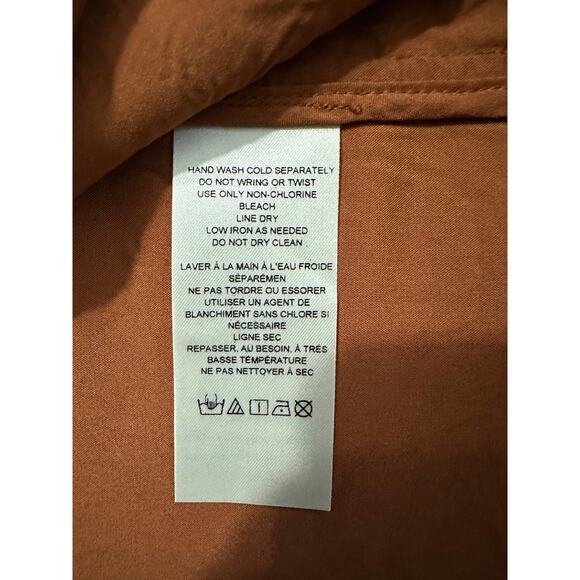 HAND WASH COLD SEPARATELY
DO NOT WRING OR TWIST
USE ONLY NON-CHLORINE
BLEACH
LINE DRY
LOW IRON AS NEEDED
DO NOT DRY CLEAN
LAVER À LA MAIN À L'EAU FROIDE
SÉPARÉMEN
NE PAS TORDRE OU ESSORER
UTILISER UN AGENT DE
BLANCHIMENT SANS CHLORE SI
NÉCESSAIRE
LIGNE SEC
REPASSER, AU BESOIN, À TRÉS
BASSE TEMPÉRATURE
NE PAS NETTOYER À SEC